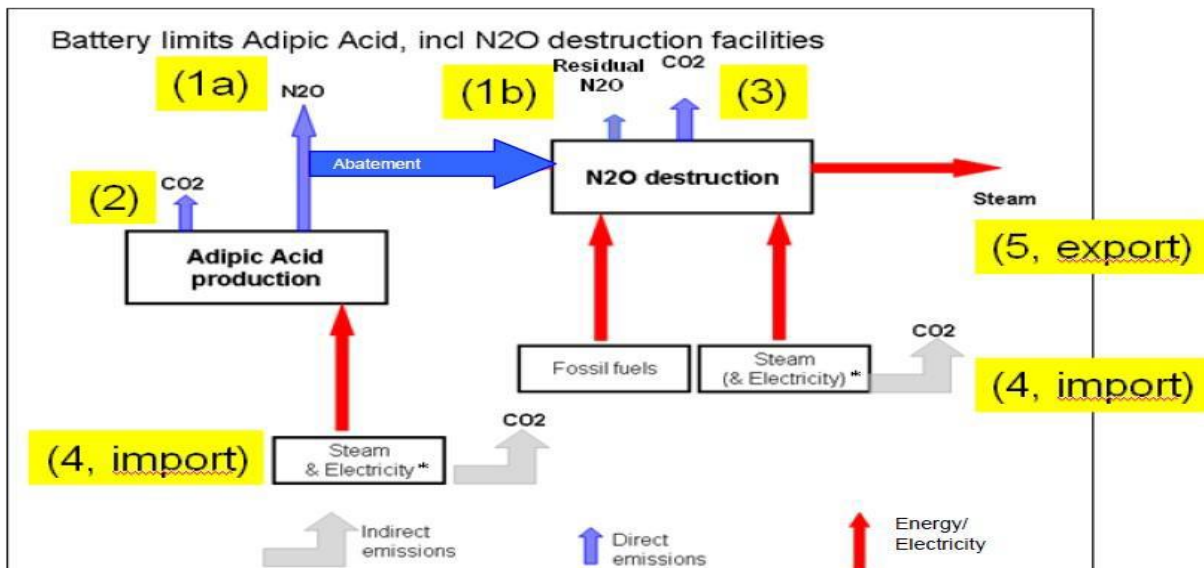 Battery limits Adipic Acid, incl N2O destruction facilities
(1a)
N2O
(1b)
Residual
N2O
CO2
(3)
Abatement
N2O destruction
Steam
(2)
CO2
Adipic Acid
production
(5, export)
Fossil fuels
Steam
(& Electricity) *
CO2
(4, import)
(4, import)
Steam
& Electricity *
CO2
Indirect
emissions
Direct
emissions
Energy/
Electricity